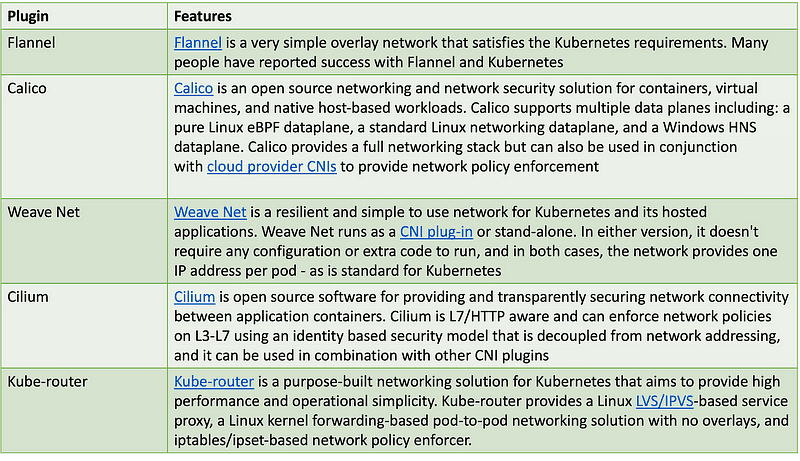 Plugin Features
Flannel Flannel is a very simple overlay network that satisfies the Kubernetes requirements. Many
people have reported success with Flannel and Kubernetes
Calico Calico is an open source networking and network security solution for containers, virtual
machines, and native host-based workloads. Calico supports multiple data planes including: a
pure Linux eBPF dataplane, a standard Linux networking dataplane, and a Windows HNS
dataplane. Calico provides a full networking stack but can also be used in conjunction
with cloud provider CNIs to provide network policy enforcement
Weave Net Weave Net is a resilient and simple to use network for Kubernetes and its hosted
applications. Weave Net runs as a CNI plug-in or stand-alone. In either version, it doesn't
require any configuration or extra code to run, and in both cases, the network provides one
IP address per pod - as is standard for Kubernetes
Cilium Cilium is open source software for providing and transparently securing network connectivity
between application containers. Cilium is L7/HTTP aware and can enforce network policies
on L3-L7 using an identity based security model that is decoupled from network addressing,
and it can be used in combination with other CNI plugins
Kube-router Kube-router is a purpose-built networking solution for Kubernetes that aims to provide high
performance and operational simplicity. Kube-router provides a Linux LVS/IPVS-based service
proxy, a Linux kernel forwarding-based pod-to-pod networking solution with no overlays, and
iptables/ipset-based network policy enforcer.